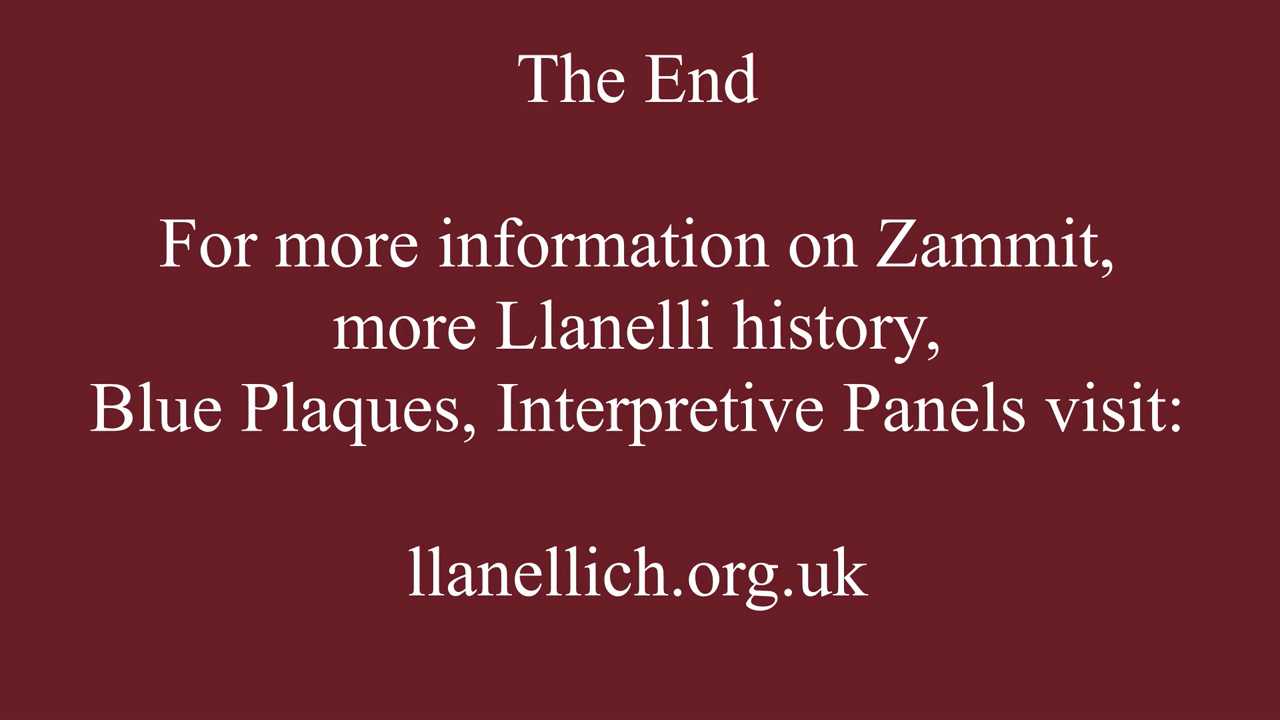 The End
For more information on Zammit,
more Llanelli history,
Blue Plaques, Interpretive Panels visit:
llanellich.org.uk